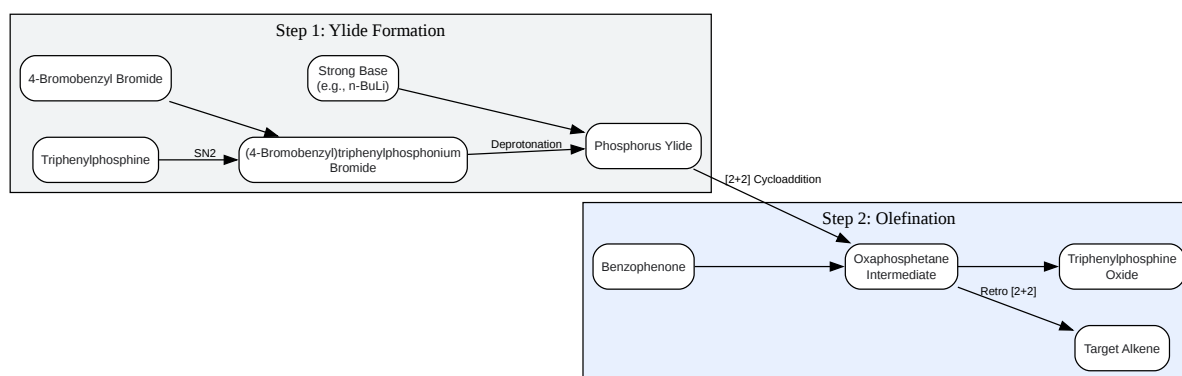 Step 1: Ylide Formation
4-Bromobenzyl Bromide
Strong Base
(e.g., n-BuLi)
Triphenylphosphine
SN2
(4-Bromobenzyl)triphenylphosphonium
Bromide
Deprotonation
Phosphorus Ylide
[2+2] Cycloaddition
Step 2: Olefination
Benzophenone
Oxaphosphetane
Intermediate
Triphenylphosphine
Oxide
Retro [2+2]
Target Alkene